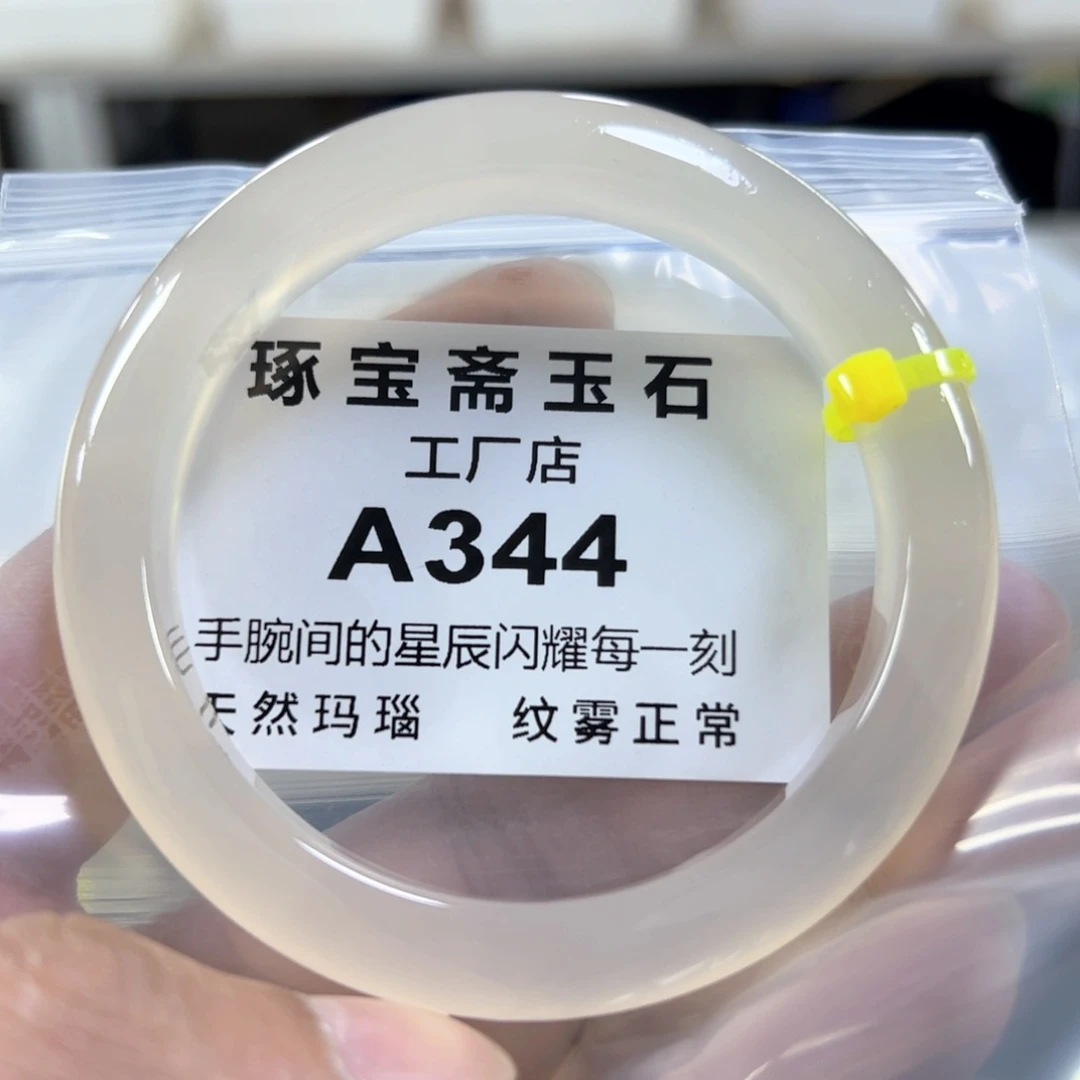 琢宝斋玉石
工厂店
A344
手腕间的星辰闪耀每一刻
天然玛瑙 纹雾正常